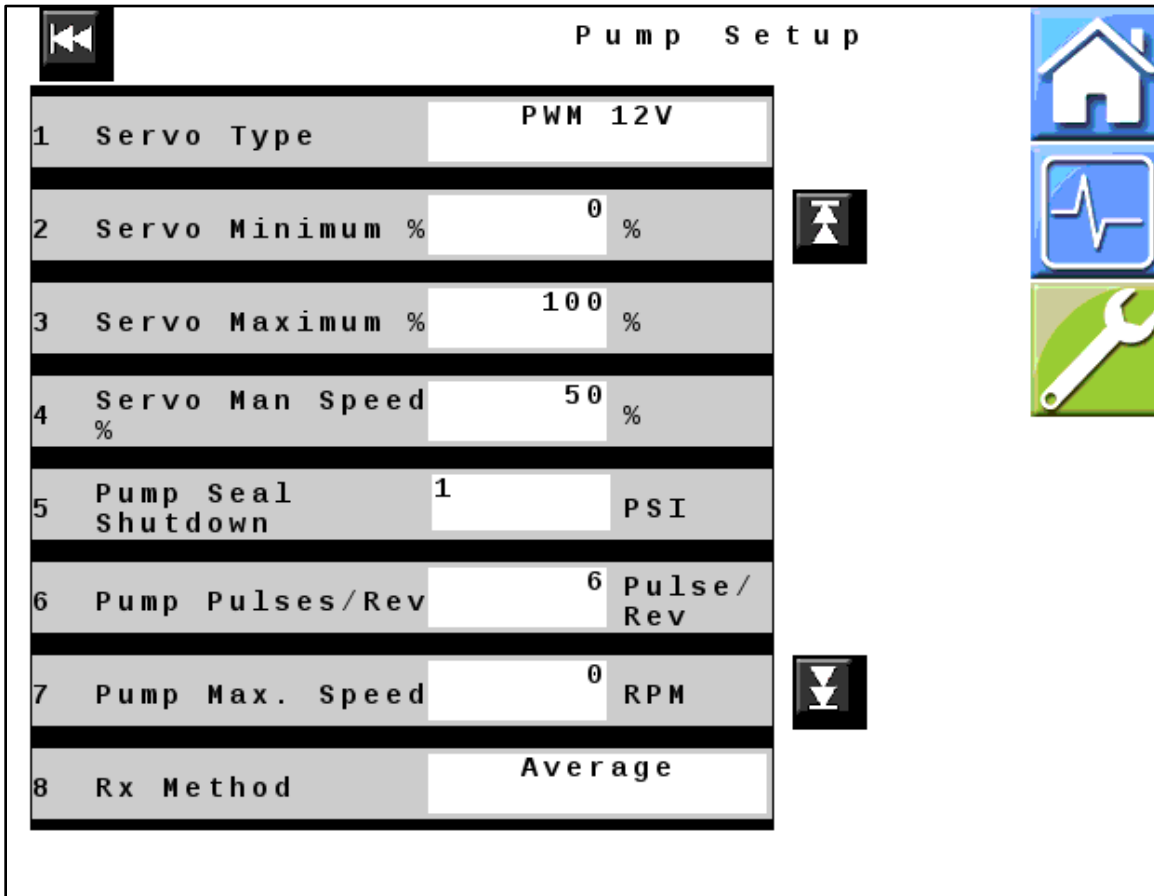 Pump Setup
1 Servo Type PWM 12V
2 Servo Minimum % 0 %
3 Servo Maximum % 100 %
4 Servo Man Speed 50 %
%
5 Pump Seal 1 PSI
Shutdown
6 Pump Pulses/Rev 6 Pulse/
Rev
7 Pump Max. Speed 0 RPM
8 Rx Method Average